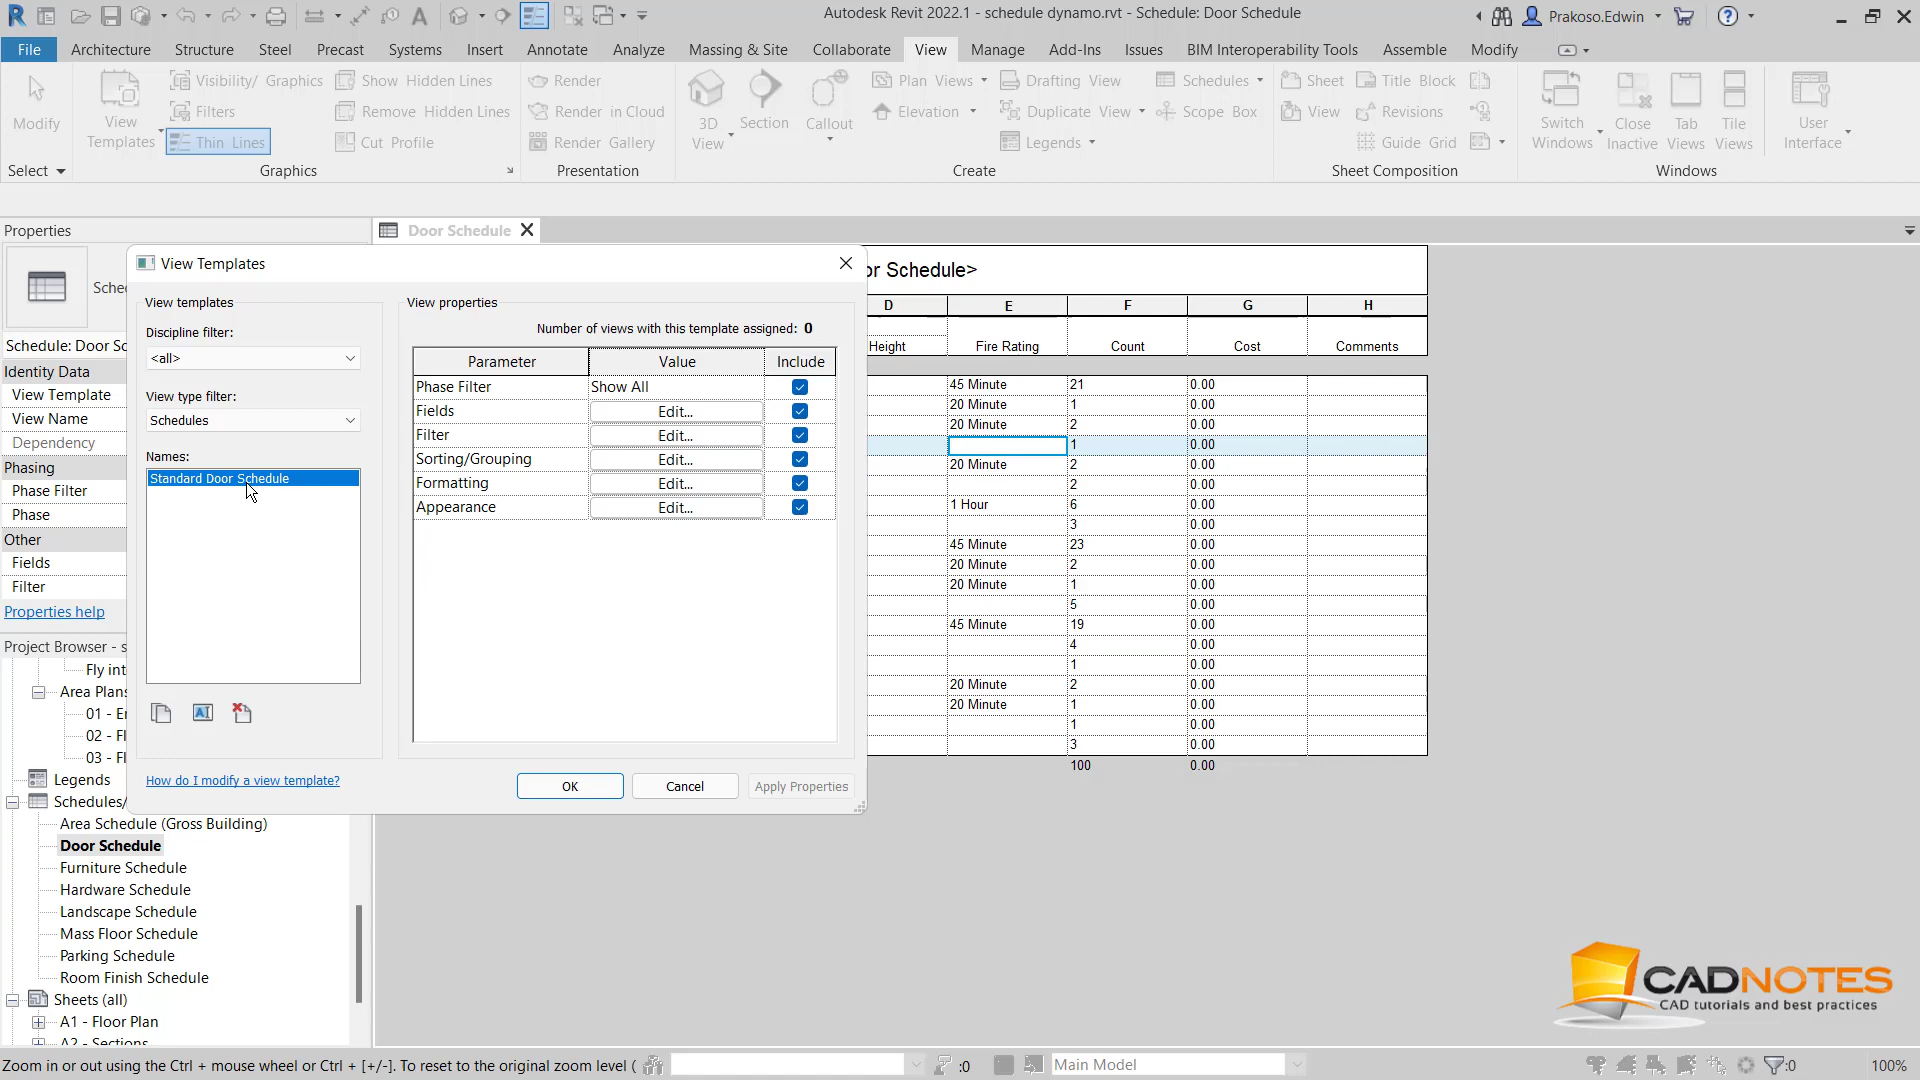 Autodesk Revit 2022.1 - schedule dynamo.rvt - Schedule: Door Schedule
Prakoso.Edwin
File Architecture Structure Steel Precast Systems Insert Annotate Analyze Massing & Site Collaborate View Manage Add-Ins Issues BIM Interoperability Tools Assemble Modify
Modify
View Templates
Visibility/ Graphics
Filters
Thin Lines
Show Hidden Lines
Remove Hidden Lines
Cut Profile
Render
Render in Cloud
Render Gallery
3D View
Section
Callout
Plan Views
Elevation
Drafting View
Duplicate View
Legends
Schedules
Scope Box
Sheet
View
Title Block
Revisions
Guide Grid
Switch Windows
Close Inactive
Tab Views
Tile Views
User Interface
Select Graphics Presentation Create Sheet Composition Windows
Properties
Door Schedule
Sche
Schedule: Door Sc
Identity Data
View Template
View Name
Dependency
Phasing
Phase Filter
Phase
Other
Fields
Filter
Properties help
Project Browser - s
Fly int
Area Plans
01 - E
02 - Fl
03 - Fl
Legends
Schedules/
Area Schedule (Gross Building)
Door Schedule
Furniture Schedule
Hardware Schedule
Landscape Schedule
Mass Floor Schedule
Parking Schedule
Room Finish Schedule
Sheets (all)
A1 - Floor Plan
A2 - Sections
View Templates
View templates
Discipline filter:
<all>
View type filter:
Schedules
Names:
Standard Door Schedule
How do I modify a view template?
View properties
Number of views with this template assigned: 0
Parameter Value Include
Phase Filter Show All
Fields Edit...
Filter Edit...
Sorting/Grouping Edit...
Formatting Edit...
Appearance Edit...
OK Cancel Apply Properties
or Schedule>
D E F G H
Height Fire Rating Count Cost Comments
45 Minute 21 0.00
20 Minute 1 0.00
20 Minute 2 0.00
1 0.00
20 Minute 2 0.00
2 0.00
1 Hour 6 0.00
3 0.00
45 Minute 23 0.00
20 Minute 2 0.00
20 Minute 1 0.00
5 0.00
45 Minute 19 0.00
4 0.00
1 0.00
20 Minute 2 0.00
20 Minute 1 0.00
1 0.00
3 0.00
100 0.00
CADNOTES
CAD tutorials and best practices
Zoom in or out using the Ctrl + mouse wheel or Ctrl + [+/-]. To reset to the original zoom level (
:0
Main Model
:0
100%